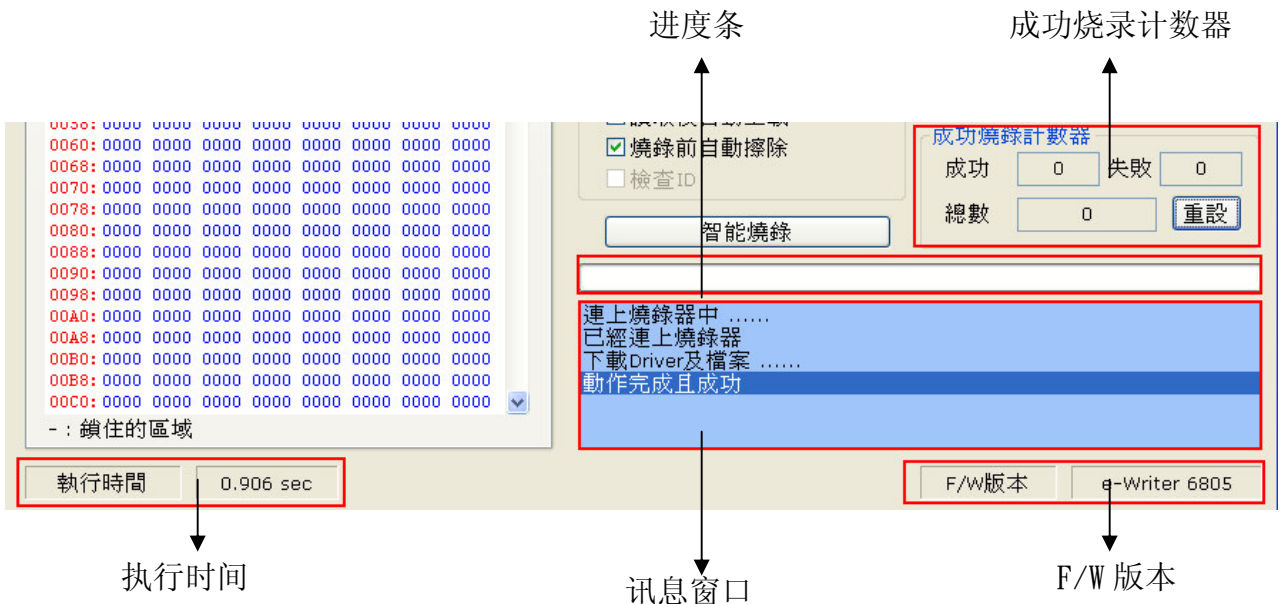 进度条 成功烧录计数器
0058: 0000 0000 0000 0000 0000 0000 0000 0000
0060: 0000 0000 0000 0000 0000 0000 0000 0000
0068: 0000 0000 0000 0000 0000 0000 0000 0000
0070: 0000 0000 0000 0000 0000 0000 0000 0000
0078: 0000 0000 0000 0000 0000 0000 0000 0000
0080: 0000 0000 0000 0000 0000 0000 0000 0000
0088: 0000 0000 0000 0000 0000 0000 0000 0000
0090: 0000 0000 0000 0000 0000 0000 0000 0000
0098: 0000 0000 0000 0000 0000 0000 0000 0000
00A0: 0000 0000 0000 0000 0000 0000 0000 0000
00A8: 0000 0000 0000 0000 0000 0000 0000 0000
00B0: 0000 0000 0000 0000 0000 0000 0000 0000
00B8: 0000 0000 0000 0000 0000 0000 0000 0000
00C0: 0000 0000 0000 0000 0000 0000 0000 0000
- : 鎖住的區域
燒錄前自動擦除
檢查ID
智能燒錄
成功燒錄計數器
成功 0 失敗 0
總數 0 重設
連上燒錄器中 ......
已經連上燒錄器
下載Driver及檔案 ......
動作完成且成功
執行時間 0.906 sec
F/W版本 e-Writer 6805
执行时间 讯息窗口 F/W 版本